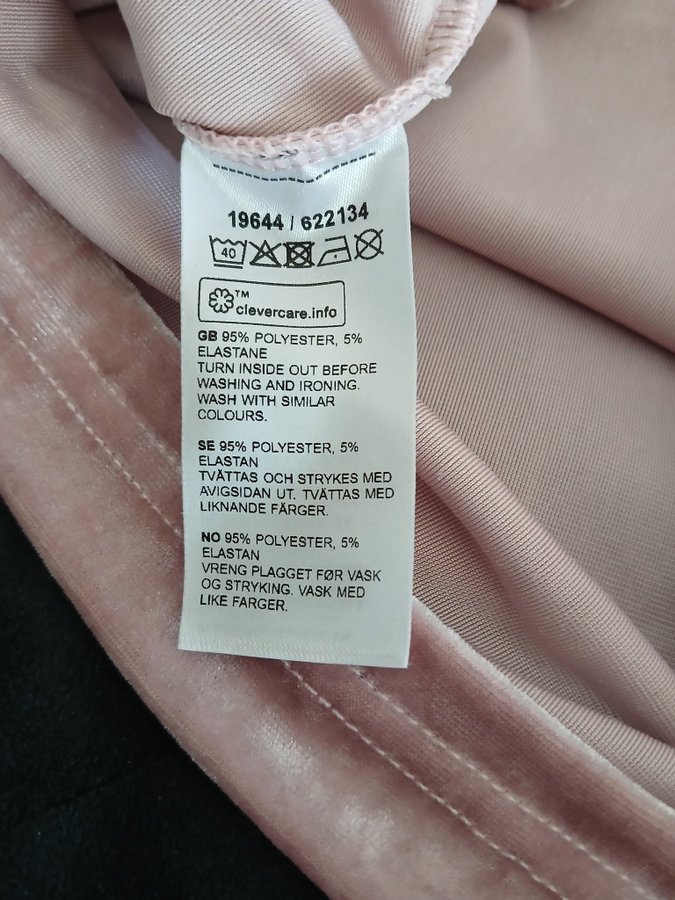 19644 / 622134
40
™
clevercare.info
GB 95% POLYESTER, 5%
ELASTANE
TURN INSIDE OUT BEFORE
WASHING AND IRONING.
WASH WITH SIMILAR
COLOURS.
SE 95% POLYESTER, 5%
ELASTAN
TVÄTTAS OCH STRYKES MED
AVIGSIDAN UT. TVÄTTAS MED
LIKNANDE FÄRGER.
NO 95% POLYESTER, 5%
ELASTAN
VRENG PLAGGET FØR VASK
OG STRYKING. VASK MED
LIKE FARGER.